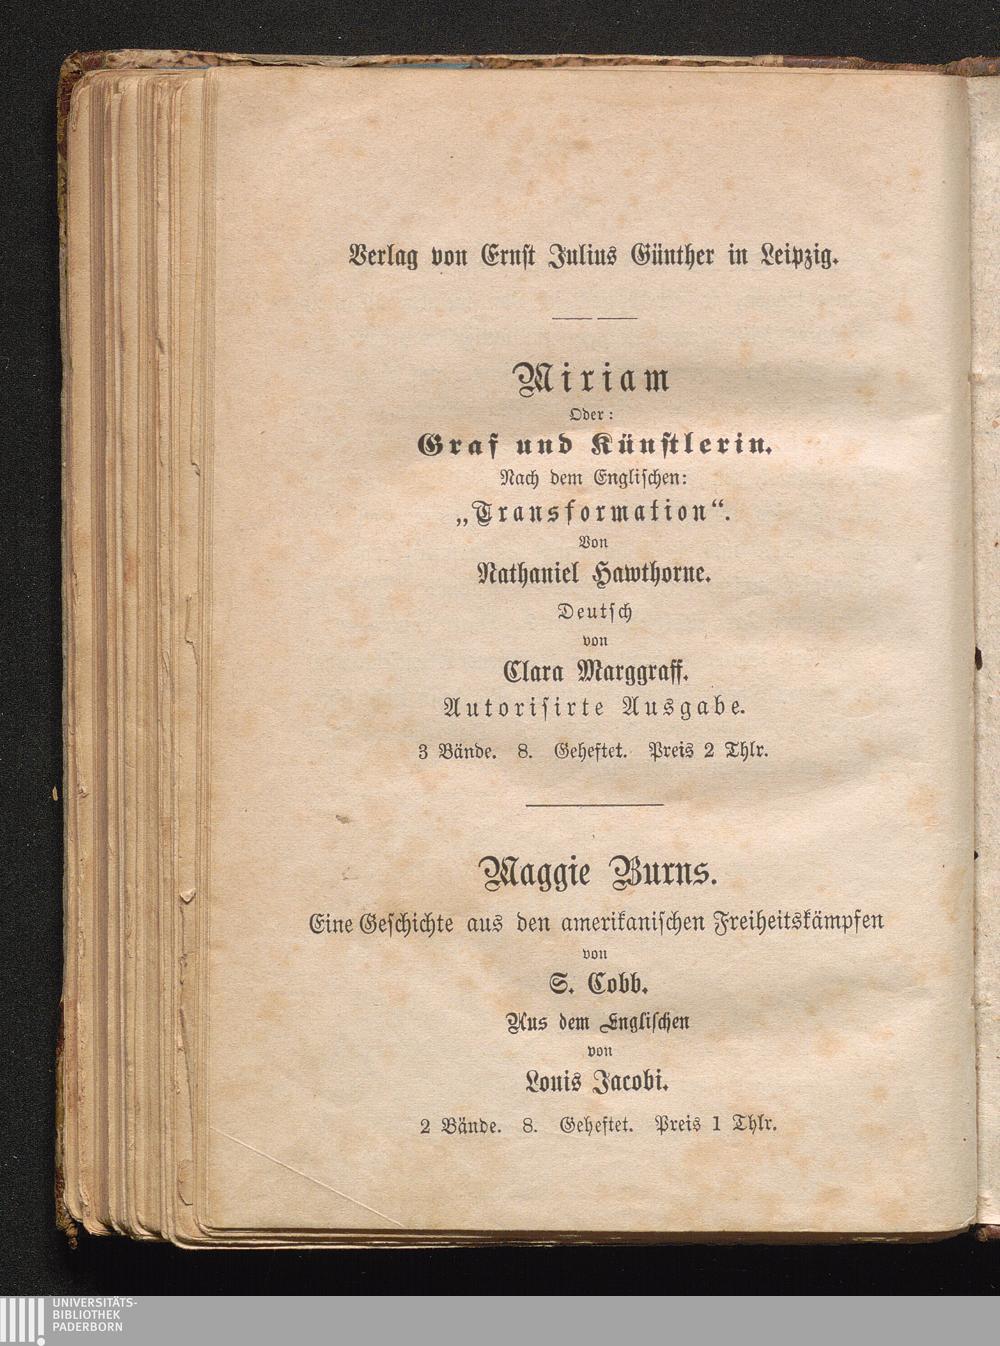 Verlag von Ernst Julius Günther in Leipzig.
Miriam
Oder:
Graf und Künstlerin.
Nach dem Englischen:
„Transformation“.
Von
Nathaniel Hawthorne.
Deutsch
von
Clara Marggraff.
Autorisirte Ausgabe.
3 Bände. 8. Geheftet. Preis 2 Thlr.
Maggie Burns.
Eine Geschichte aus den amerikanischen Freiheitskämpfen
von
S. Cobb.
Aus dem Englischen
von
Louis Jacobi.
2 Bände. 8. Geheftet. Preis 1 Thlr.
UNIVERSITÄTS-
BIBLIOTHEK
PADERBORN